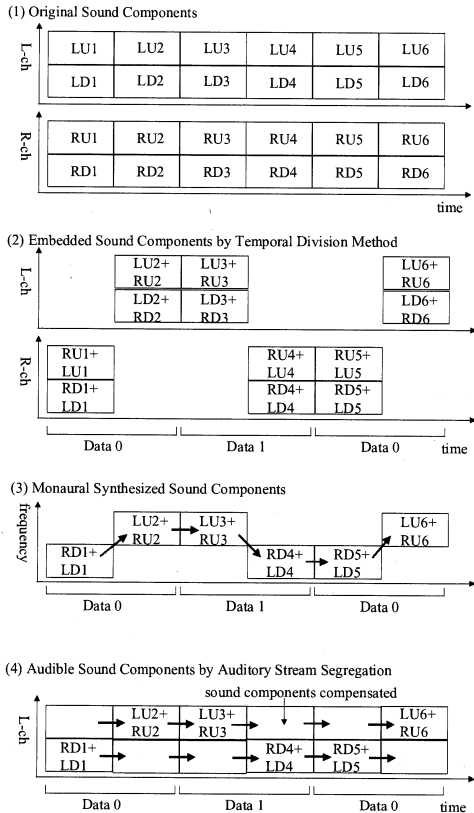 (1) Original Sound Components
L-ch
LU1 LU2 LU3 LU4 LU5 LU6
LD1 LD2 LD3 LD4 LD5 LD6
R-ch
RU1 RU2 RU3 RU4 RU5 RU6
RD1 RD2 RD3 RD4 RD5 RD6
time
(2) Embedded Sound Components by Temporal Division Method
L-ch
LU2+ LU3+ LU6+
RU2 RU3 RU6
LD2+ LD3+ LD6+
RD2 RD3 RD6
R-ch
RU1+ RU4+ RU5+
LU1 LU4 LU5
RD1+ RD4+ RD5+
LD1 LD4 LD5
Data 0 Data 1 Data 0 time
(3) Monaural Synthesized Sound Components
frequency
LU2+ LU3+ LU6+
RU2 RU3 RU6
RD1+ RD4+ RD5+
LD1 LD4 LD5
Data 0 Data 1 Data 0
(4) Audible Sound Components by Auditory Stream Segregation
sound components compensated
L-ch
LU2+ LU3+ LU6+
RU2 RU3 RU6
RD1+ RD4+ RD5+
LD1 LD4 LD5
Data 0 Data 1 Data 0 time